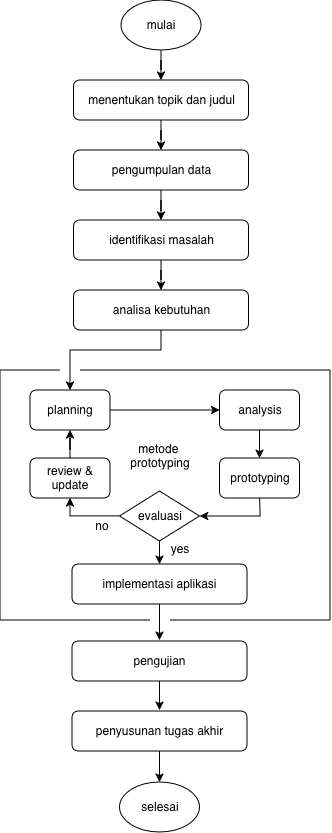 mulai
menentukan topik dan judul
pengumpulan data
identifikasi masalah
analisa kebutuhan
planning
analysis
metode
prototyping
review &
update
prototyping
evaluasi
no
yes
implementasi aplikasi
pengujian
penyusunan tugas akhir
selesai